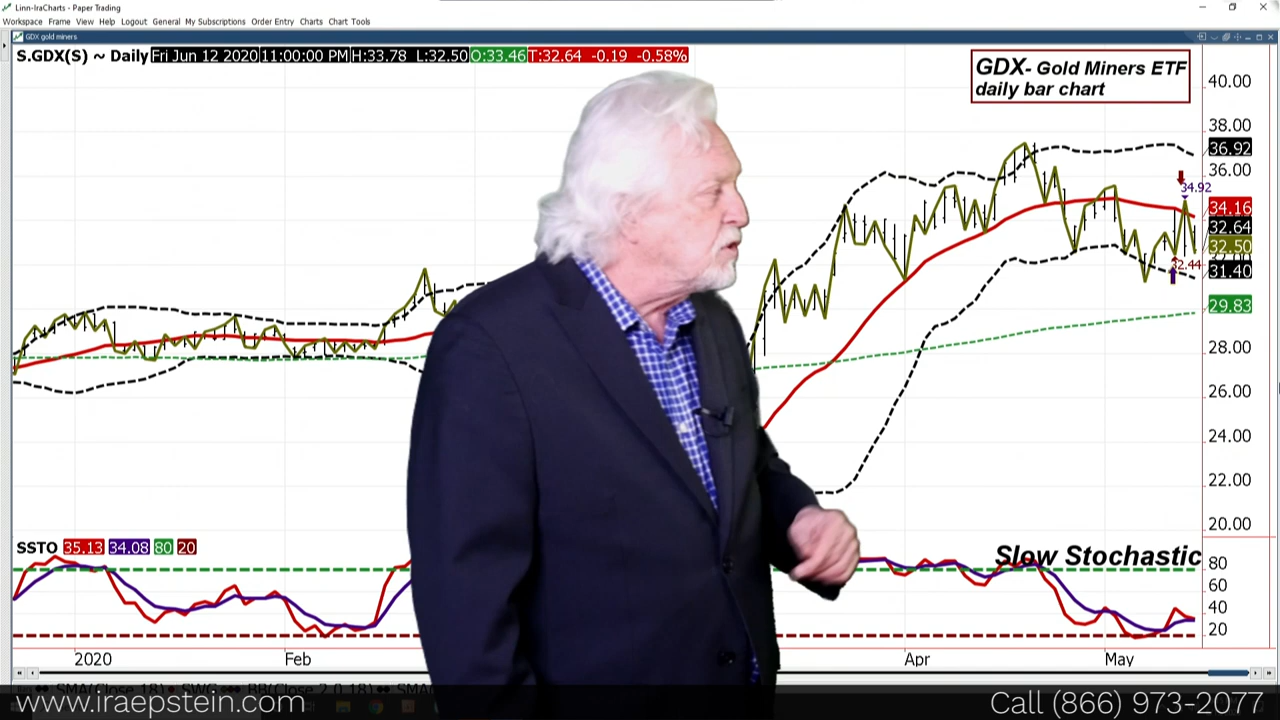 Linn-IraCharts - Paper Trading
Workspace Frame View Help Logout General My Subscriptions Order Entry Charts Chart Tools
GDX gold miners
S.GDX(S) ~ Daily Fri Jun 12 2020 11:00:00 PM H:33.78 L:32.50 O:33.46 T:32.64 -0.19 -0.58%
GDX- Gold Miners ETF
daily bar chart
40.00
38.00
36.92
36.00
34.92
34.16
32.64
32.50
32.44
31.40
29.83
28.00
26.00
24.00
22.00
20.00
SSTO 35.13 34.08 80 20
Slow Stochastic
80
60
40
20
2020 Feb Apr May
www.iraepstein.com
Call (866) 973-2077